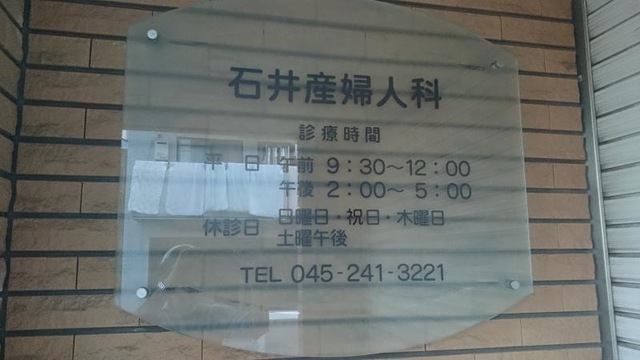 石井産婦人科
診療時間
平日 午前 9:30～12:00
午後 2:00～ 5:00
休診日 日曜日・祝日・木曜日
土曜午後
TEL 045-241-3221